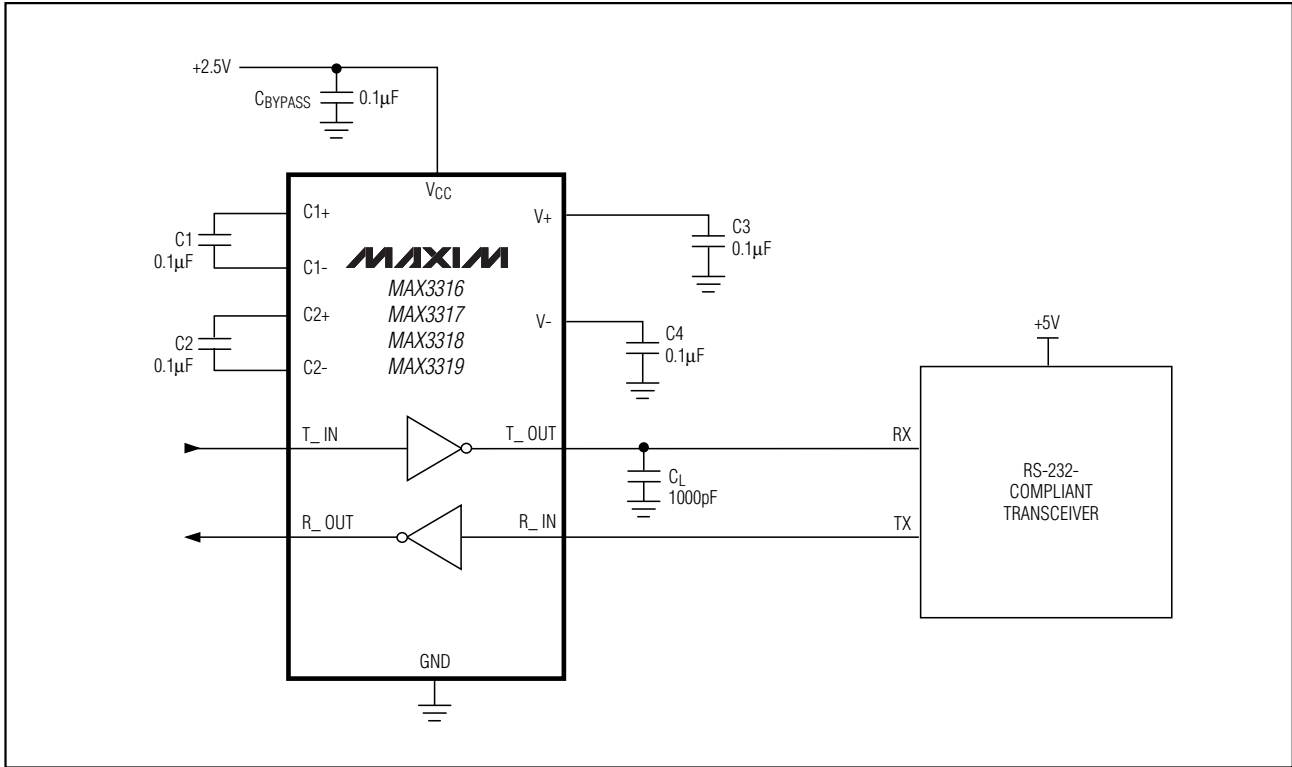 +2.5V
CBYPASS
0.1μF
VCC
C1+
C1
0.1μF
C1-
C2+
C2
0.1μF
C2-
MAXIM
MAX3316
MAX3317
MAX3318
MAX3319
V+
C3
0.1μF
V-
C4
0.1μF
+5V
T_ IN
T_ OUT
RX
CL
1000pF
RS-232-
COMPLIANT
TRANSCEIVER
R_ OUT
R_ IN
TX
GND